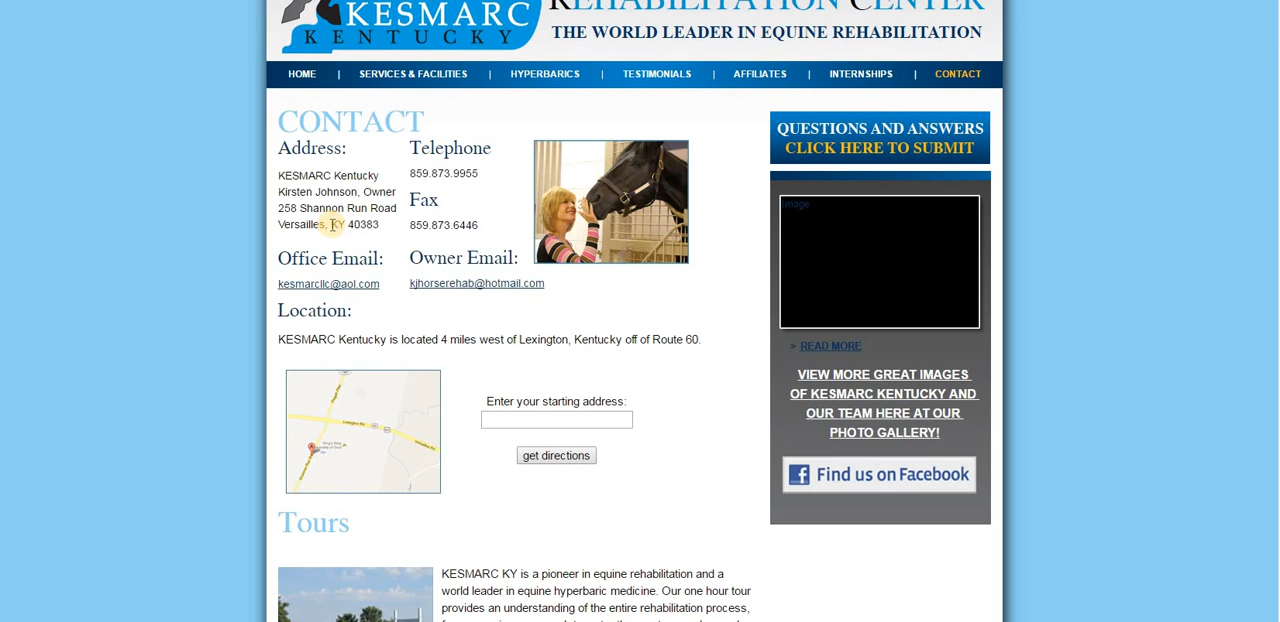 REHABILITATION CENTER
KESMARC
KENTUCKY
THE WORLD LEADER IN EQUINE REHABILITATION
HOME | SERVICES & FACILITIES | HYPERBARICS | TESTIMONIALS | AFFILIATES | INTERNSHIPS | CONTACT
CONTACT
Address:
KESMARC Kentucky
Kirsten Johnson, Owner
258 Shannon Run Road
Versailles, KY 40383
Telephone
859.873.9955
Fax
859.873.6446
Office Email:
kesmarcllc@aol.com
Owner Email:
kjhorserehab@hotmail.com
Location:
KESMARC Kentucky is located 4 miles west of Lexington, Kentucky off of Route 60.
Enter your starting address:
get directions
Tours
KESMARC KY is a pioneer in equine rehabilitation and a
world leader in equine hyperbaric medicine. Our one hour tour
provides an understanding of the entire rehabilitation process,
QUESTIONS AND ANSWERS
CLICK HERE TO SUBMIT
Image
> READ MORE
VIEW MORE GREAT IMAGES
OF KESMARC KENTUCKY AND
OUR TEAM HERE AT OUR
PHOTO GALLERY!
Find us on Facebook